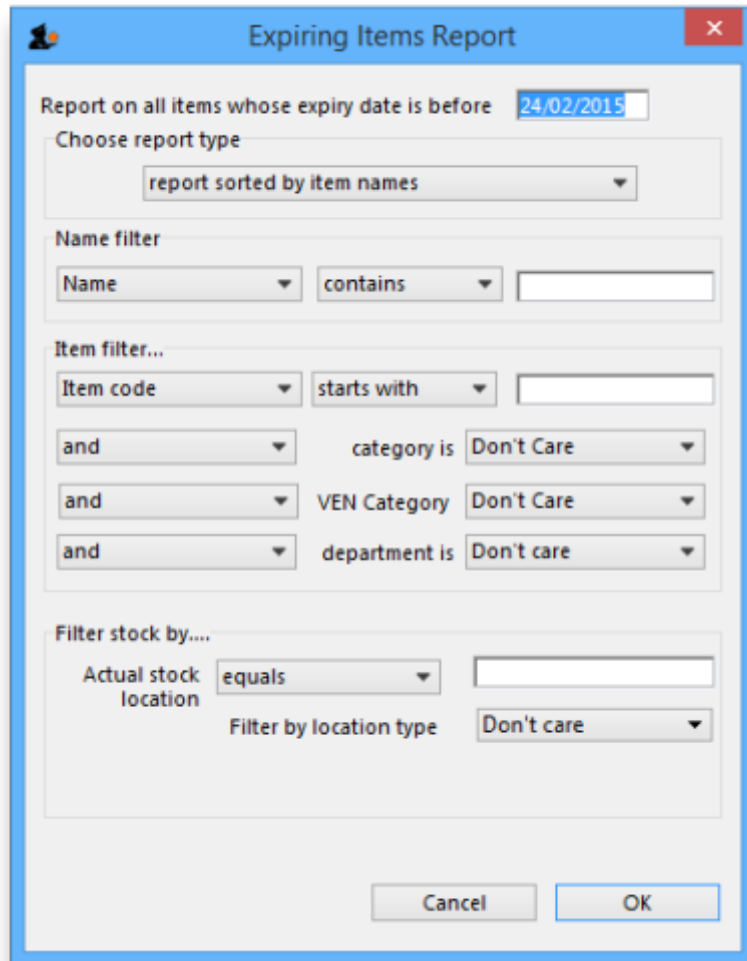 Expiring Items Report
Report on all items whose expiry date is before 24/02/2015
Choose report type
report sorted by item names
Name filter
Name contains
Item filter...
Item code starts with
and category is Don't Care
and VEN Category Don't Care
and department is Don't care
Filter stock by....
Actual stock location equals
Filter by location type Don't care
Cancel OK